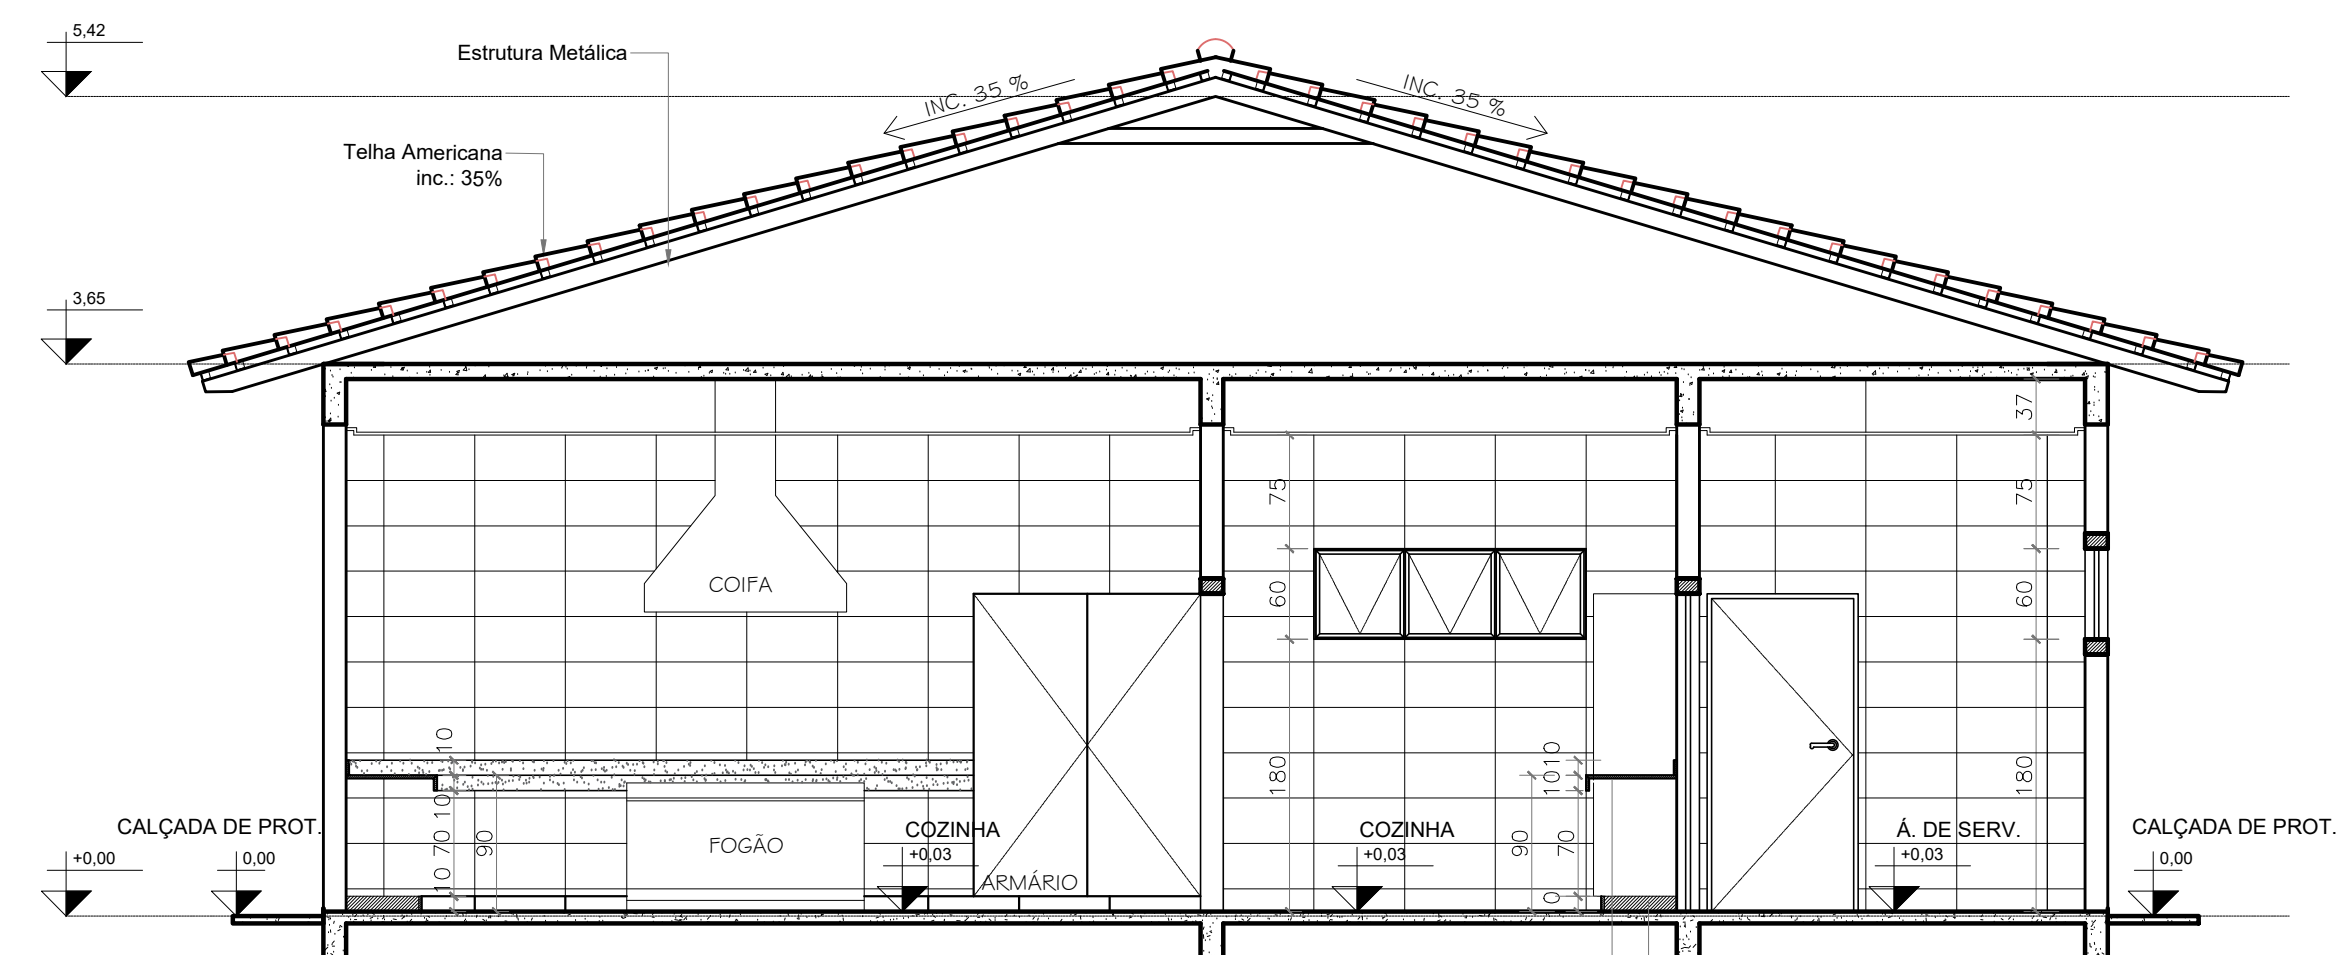 5,42
Estrutura Metálica
INC. 35 %
INC. 35 %
Telha Americana
inc.: 35%
3,65
37
75
75
COIFA
60
60
10
10
10
180
180
CALÇADA DE PROT.
COZINHA
COZINHA
Á. DE SERV.
CALÇADA DE PROT.
10
70
90
FOGÃO
90
70
+0,00
0,00
+0,03
+0,03
+0,03
0,00
10
ARMÁRIO
0